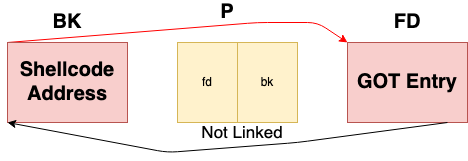 BK
P
FD
Shellcode
Address
fd
bk
GOT Entry
Not Linked